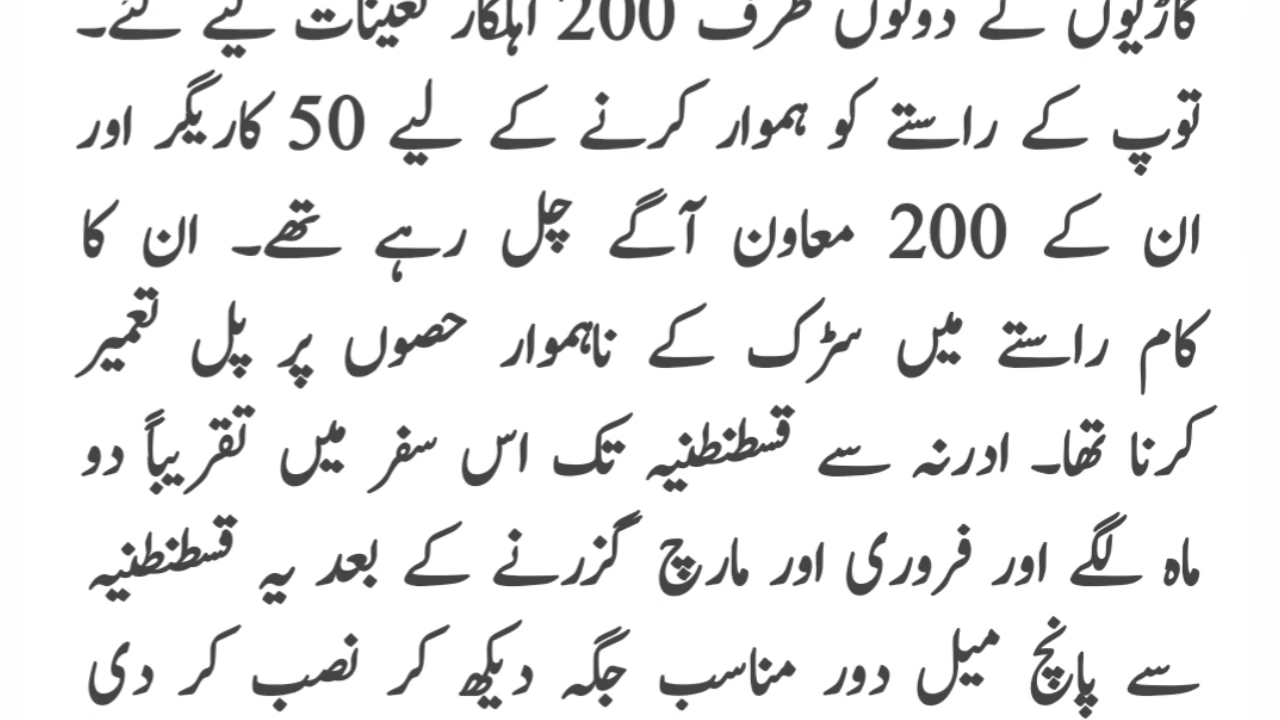 گاڑیوں کے دونوں طرف 200 اہلکار تعینات کیے گئے۔
توپ کے راستے کو ہموار کرنے کے لیے 50 کاریگر اور
ان کے 200 معاون آگے چل رہے تھے۔ ان کا
کام راستے میں سڑک کے ناہموار حصوں پر پل تعمیر
کرنا تھا۔ ادرنہ سے قسطنطنیہ تک اس سفر میں تقریباً دو
ماہ لگے اور فروری اور مارچ گزرنے کے بعد یہ قسطنطنیہ
سے پانچ میل دور مناسب جگہ دیکھ کر نصب کر دی